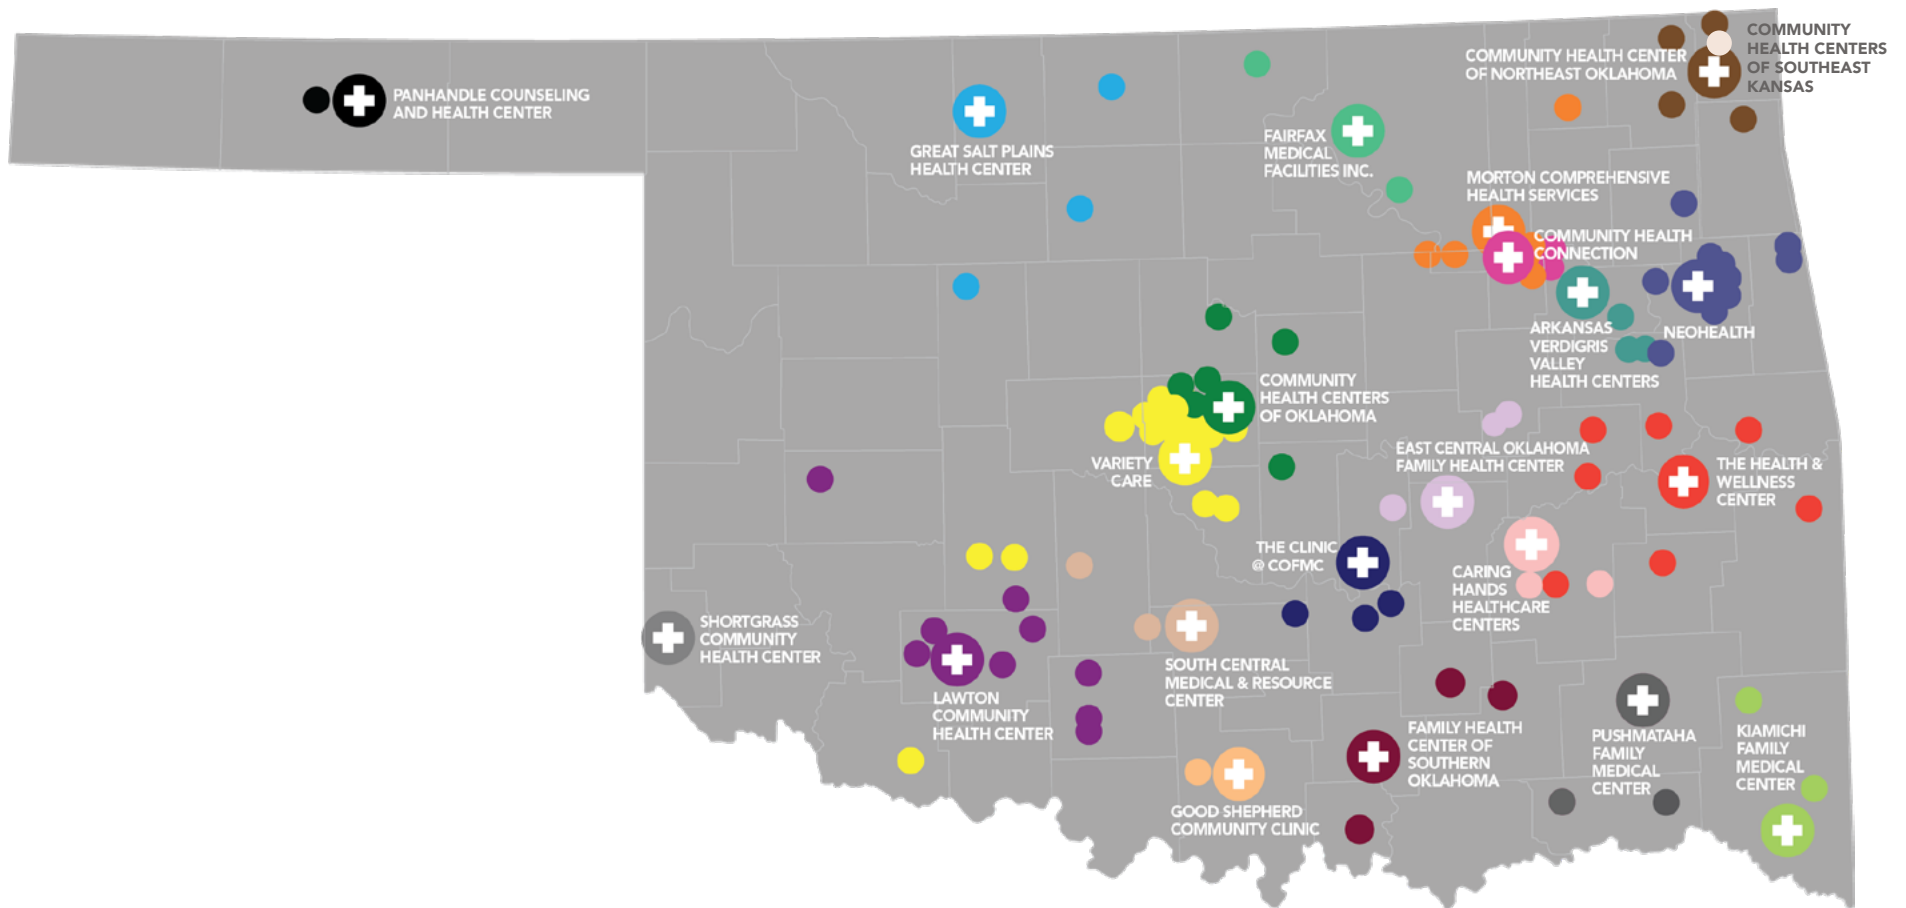 COMMUNITY
HEALTH CENTERS
OF SOUTHEAST
KANSAS
COMMUNITY HEALTH CENTER
OF NORTHEAST OKLAHOMA
PANHANDLE COUNSELING
AND HEALTH CENTER
GREAT SALT PLAINS
HEALTH CENTER
FAIRFAX
MEDICAL
FACILITIES INC.
MORTON COMPREHENSIVE
HEALTH SERVICES
COMMUNITY HEALTH
CONNECTION
ARKANSAS
VERDIGRIS
VALLEY
HEALTH CENTERS
NEOHEALTH
COMMUNITY
HEALTH CENTERS
OF OKLAHOMA
VARIETY
CARE
EAST CENTRAL OKLAHOMA
FAMILY HEALTH CENTER
THE HEALTH &
WELLNESS
CENTER
THE CLINIC
@ COFMC
CARING
HANDS
HEALTHCARE
CENTERS
SHORTGRASS
COMMUNITY
HEALTH CENTER
LAWTON
COMMUNITY
HEALTH CENTER
SOUTH CENTRAL
MEDICAL & RESOURCE
CENTER
FAMILY HEALTH
CENTER OF
SOUTHERN
OKLAHOMA
PUSHMATAHA
FAMILY
MEDICAL
CENTER
KIAMICHI
FAMILY
MEDICAL
CENTER
GOOD SHEPHERD
COMMUNITY CLINIC